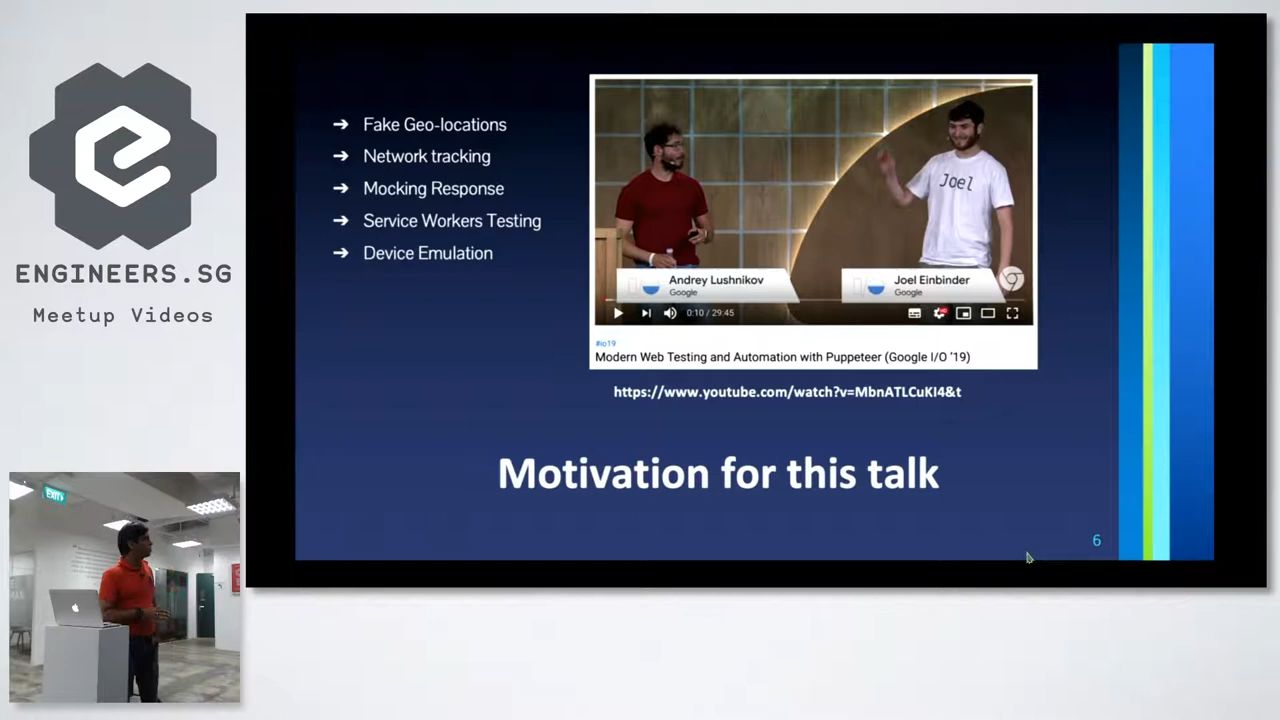 ENGINEERS.SG
Meetup Videos
➔ Fake Geo-locations
➔ Network tracking
➔ Mocking Response
➔ Service Workers Testing
➔ Device Emulation
Joel
Andrey Lushnikov
Google
Joel Einbinder
Google
0:10 / 29:45
#io19
Modern Web Testing and Automation with Puppeteer (Google I/O '19)
https://www.youtube.com/watch?v=MbnATLCuKI4&t
Motivation for this talk
6
EXIT